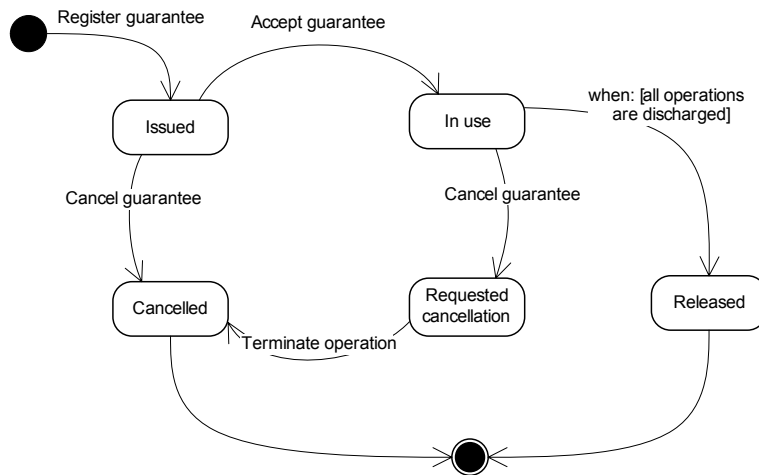 Register guarantee
Accept guarantee
when: [all operations
are discharged]
Issued
In use
Cancel guarantee
Cancel guarantee
Cancelled
Requested
cancellation
Released
Terminate operation